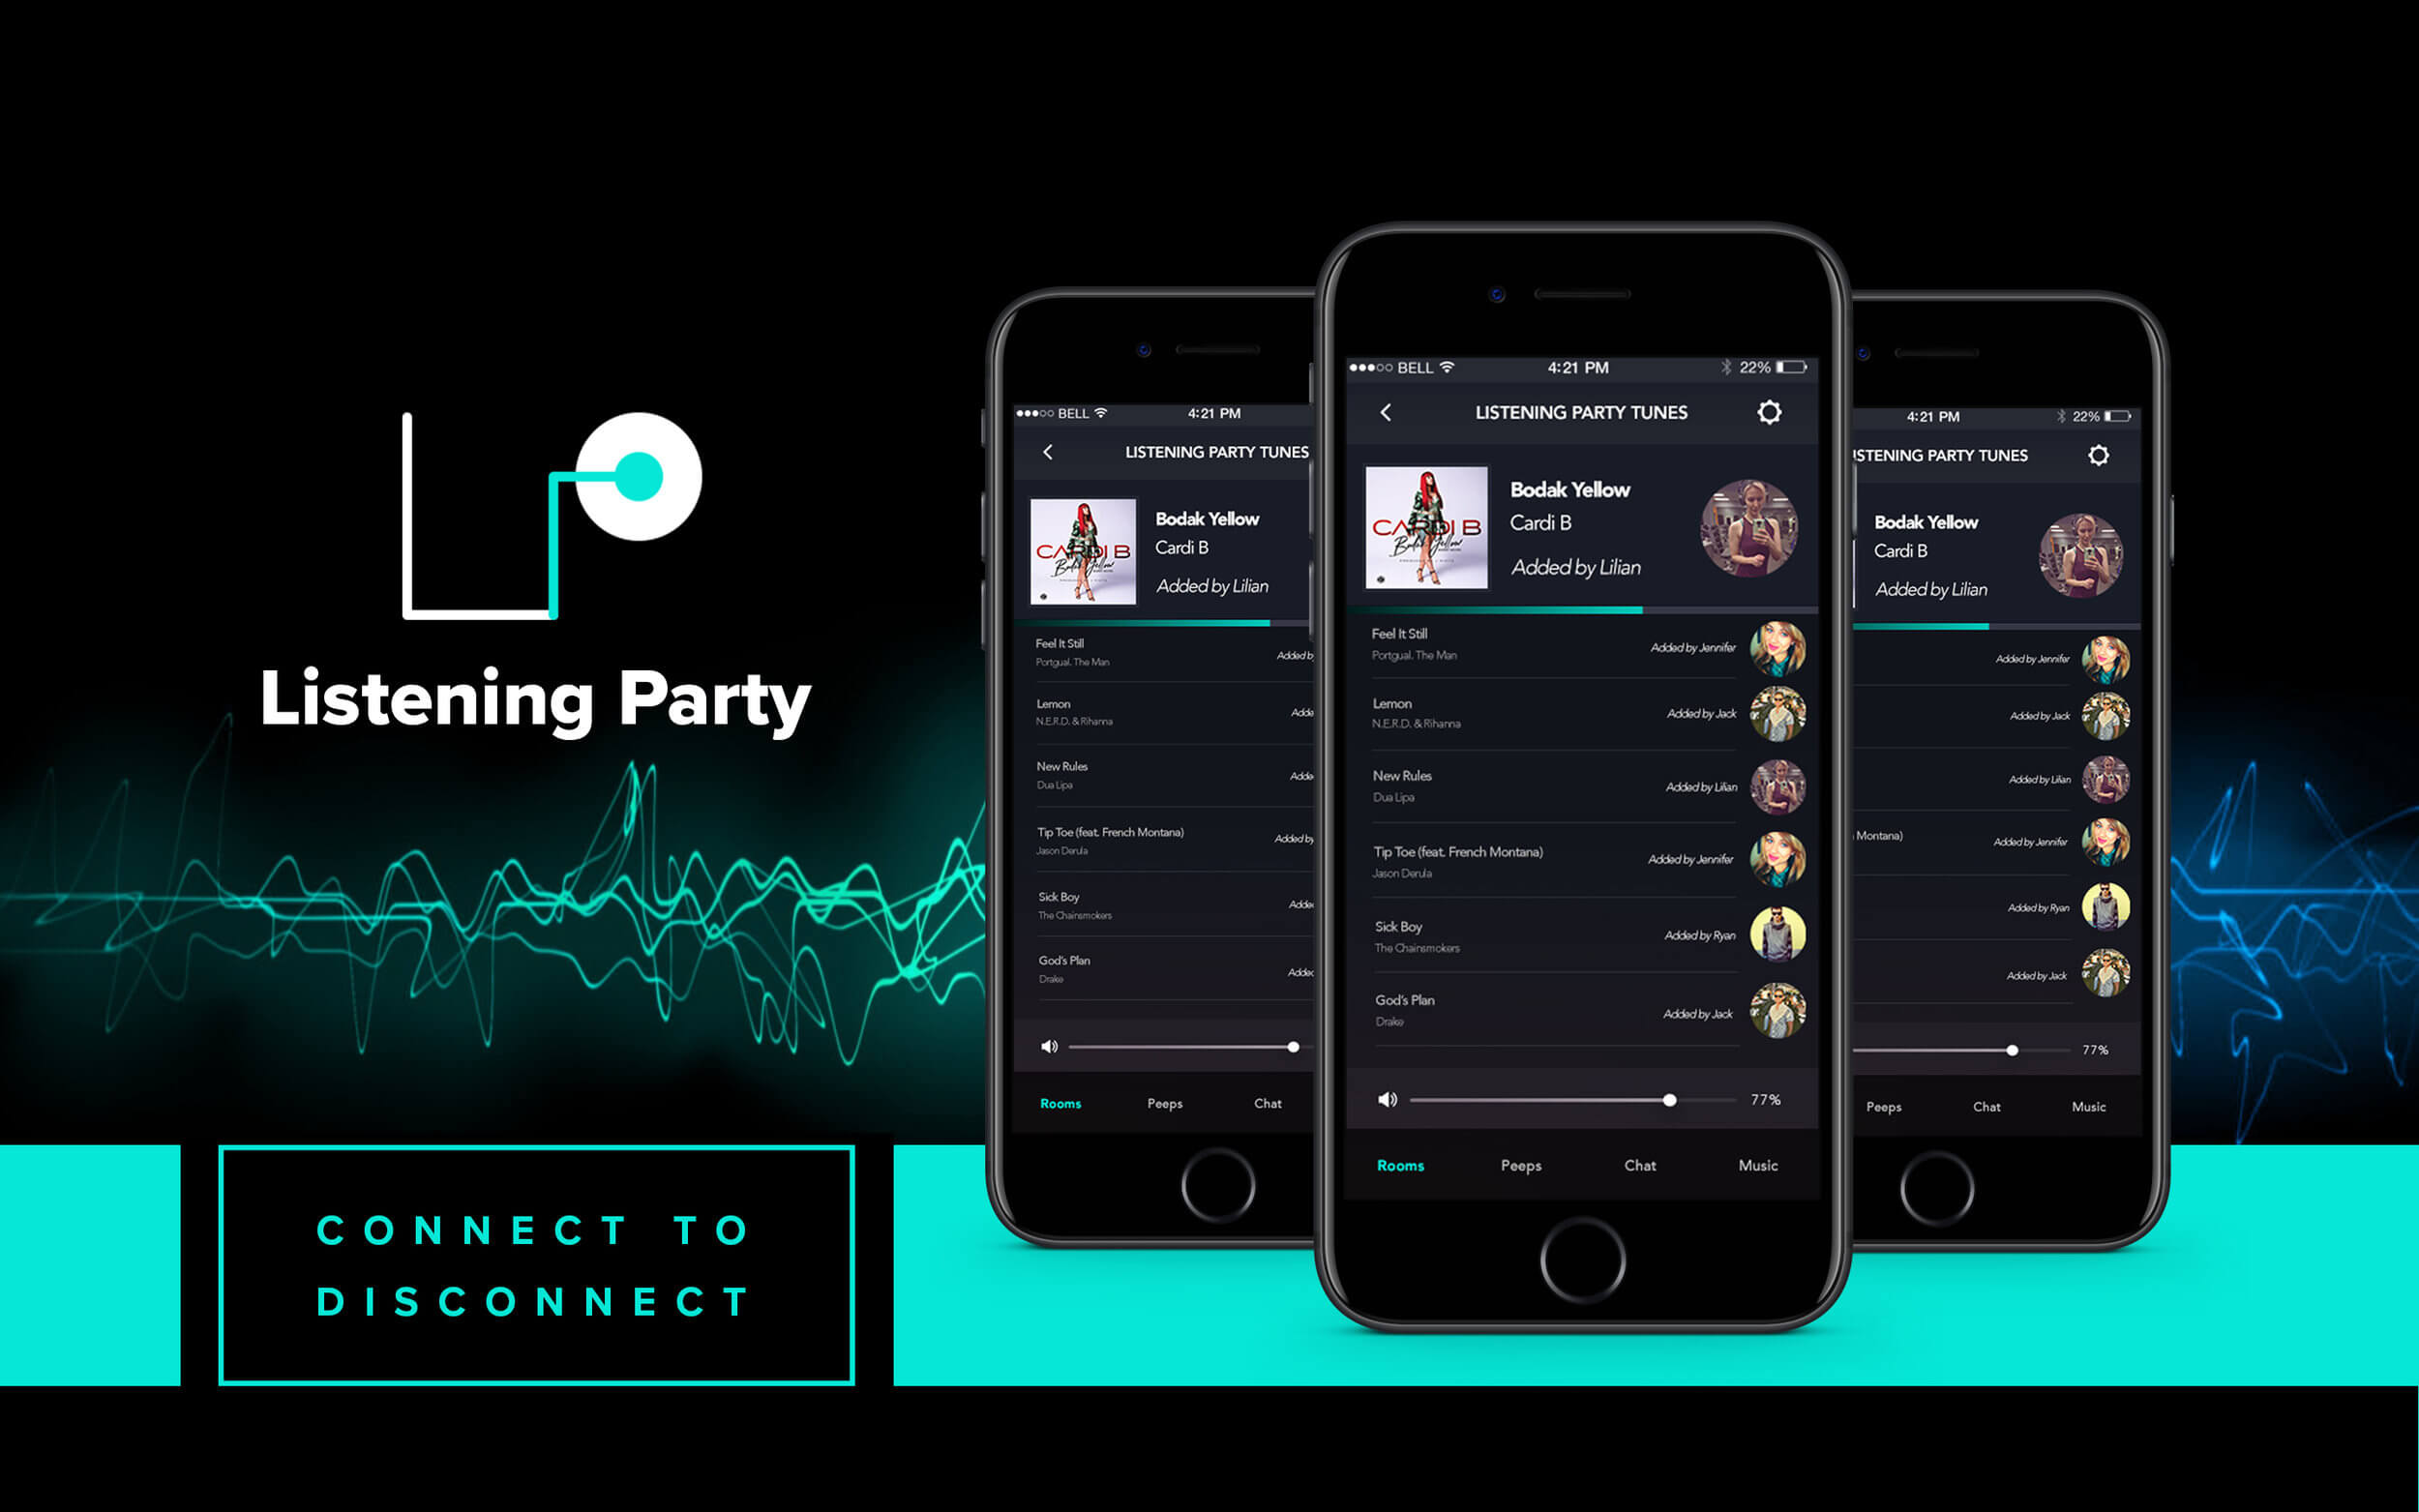 Listening Party
CONNECT TO
DISCONNECT
BELL 4:21 PM
LISTENING PARTY TUNES
CARDI B
Bodak Yellow
Bodak Yellow
Cardi B
Added by Lilian
Feel It Still
Portgual. The Man
Added b
Lemon
N.E.R.D. & Rihanna
Adde
New Rules
Dua Lipa
Adde
Tip Toe (feat. French Montana)
Jason Derula
Added by
Sick Boy
The Chainsmokers
Adde
God's Plan
Drake
Added
Rooms Peeps Chat
BELL 4:21 PM 22%
LISTENING PARTY TUNES
CARDI B
Bodak Yellow
Bodak Yellow
Cardi B
Added by Lilian
Feel It Still
Portgual. The Man
Added by Jennifer
Lemon
N.E.R.D. & Rihanna
Added by Jack
New Rules
Dua Lipa
Added by Lilian
Tip Toe (feat. French Montana)
Jason Derula
Added by Jennifer
Sick Boy
The Chainsmokers
Added by Ryan
God's Plan
Drake
Added by Jack
77%
Rooms Peeps Chat Music
4:21 PM 22%
ISTENING PARTY TUNES
Bodak Yellow
Cardi B
Added by Lilian
Added by Jennifer
Added by Jack
Added by Lilian
Montana)
Added by Jennifer
Added by Ryan
Added by Jack
77%
Peeps Chat Music